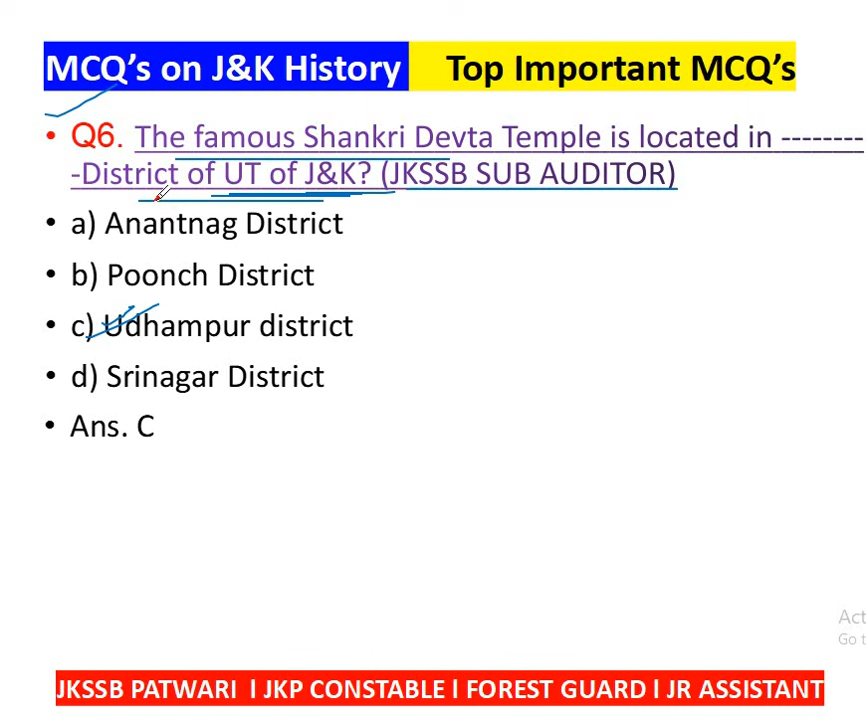 MCQ’s on J&K History Top Important MCQ’s
• Q6. The famous Shankri Devta Temple is located in --------
-District of UT of J&K? (JKSSB SUB AUDITOR)
• a) Anantnag District
• b) Poonch District
• c) Udhampur district
• d) Srinagar District
• Ans. C
Act
Go t
JKSSB PATWARI l JKP CONSTABLE l FOREST GUARD l JR ASSISTANT